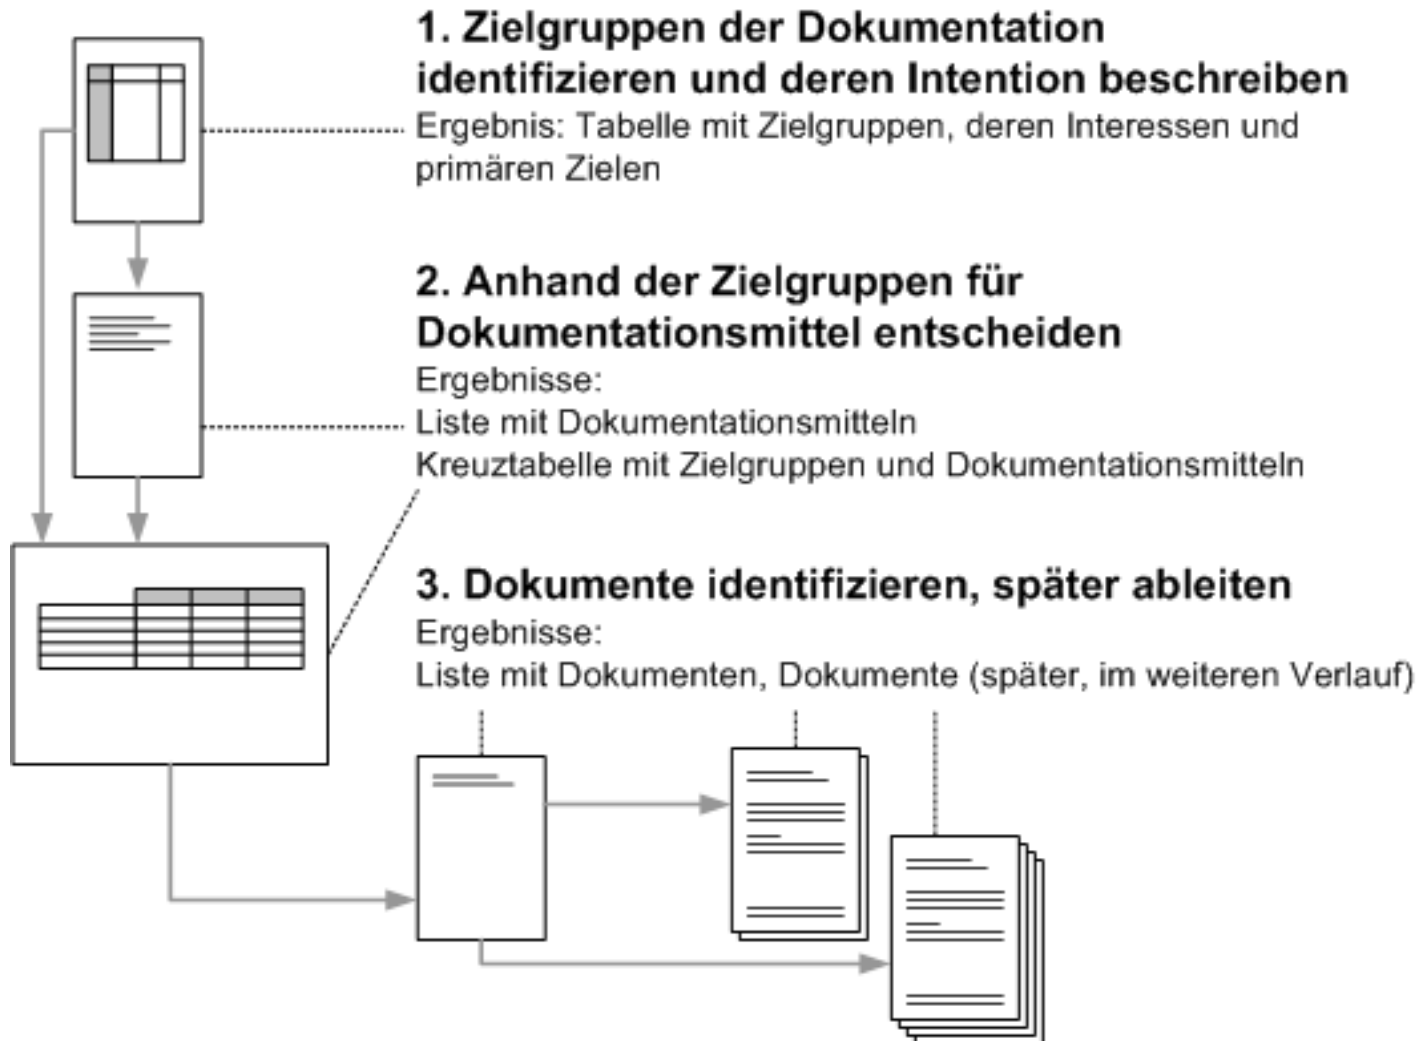 1. Zielgruppen der Dokumentation
identifizieren und deren Intention beschreiben
Ergebnis: Tabelle mit Zielgruppen, deren Interessen und
primären Zielen
2. Anhand der Zielgruppen für
Dokumentationsmittel entscheiden
Ergebnisse:
Liste mit Dokumentationsmitteln
Kreuztabelle mit Zielgruppen und Dokumentationsmitteln
3. Dokumente identifizieren, später ableiten
Ergebnisse:
Liste mit Dokumenten, Dokumente (später, im weiteren Verlauf)